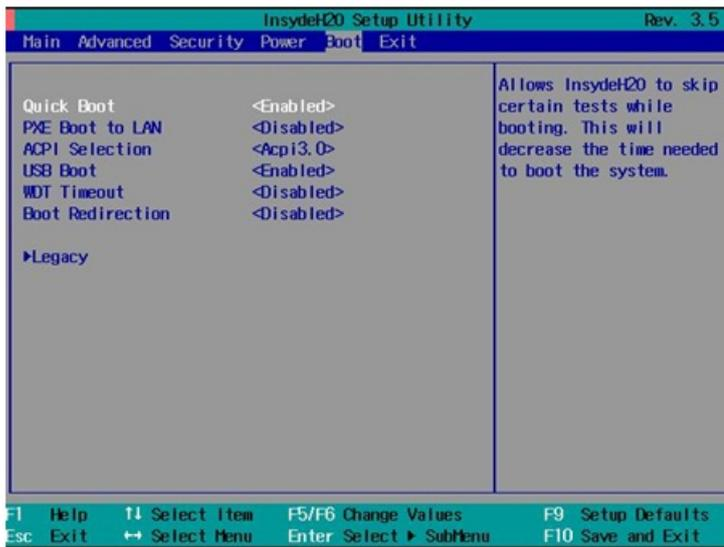 InsydeH2O Setup Utility Rev. 3.5
Main Advanced Security Power Boot Exit
Quick Boot <Enabled>
PXE Boot to LAN <Disabled>
ACPI Selection <Acpi3.0>
USB Boot <Enabled>
WDT Timeout <Disabled>
Boot Redirection <Disabled>
▶Legacy
Allows InsydeH2O to skip
certain tests while
booting. This will
decrease the time needed
to boot the system.
F1 Help ↑↓ Select Item F5/F6 Change Values F9 Setup Defaults
Esc Exit ↔ Select Menu Enter Select ▶ SubMenu F10 Save and Exit